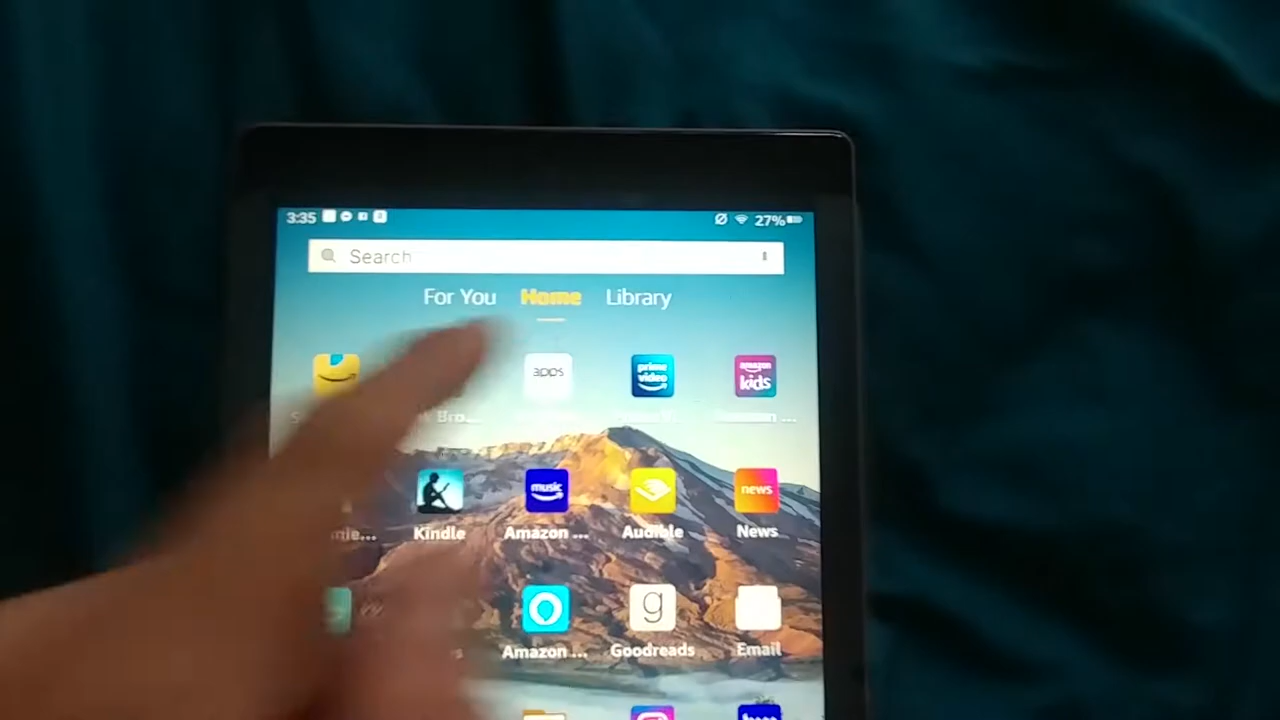 3:35 27%
Search
For You Home Library
apps prime video amazon kids
Bro...
music news
Kindle Amazon ... Audible News
g
Amazon ... Goodreads Email